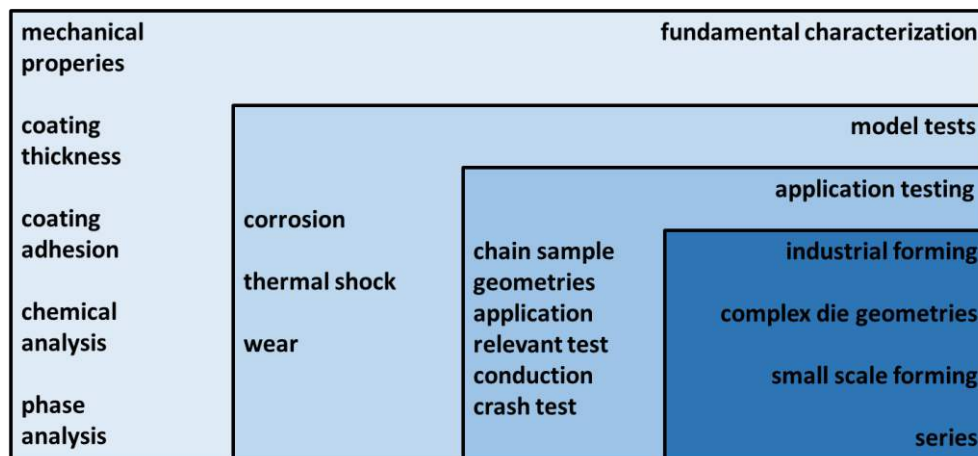 mechanical
properies
fundamental characterization
coating
thickness
coating
adhesion
chemical
analysis
phase
analysis
model tests
corrosion
thermal shock
wear
application testing
chain sample
geometries
application
relevant test
conduction
crash test
industrial forming
complex die geometries
small scale forming
series